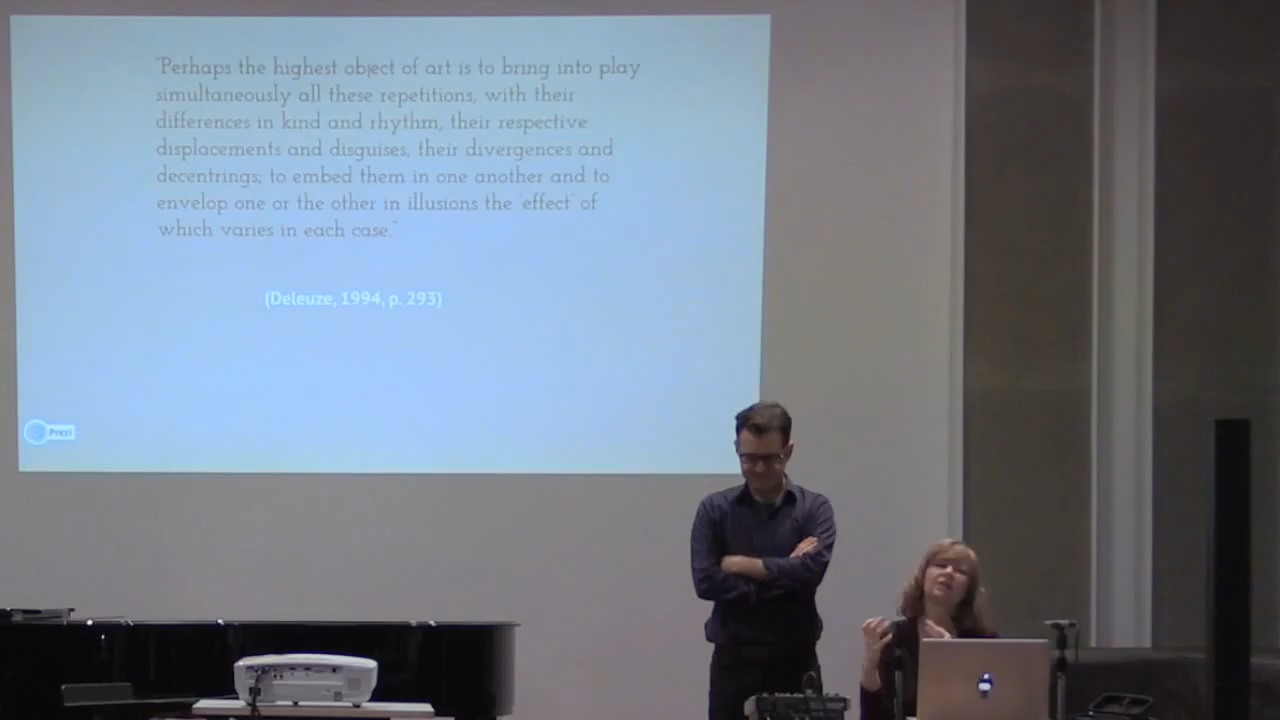 "Perhaps the highest object of art is to bring into play
simultaneously all these repetitions, with their
differences in kind and rhythm, their respective
displacements and disguises, their divergences and
decentrings; to embed them in one another and to
envelop one or the other in illusions the 'effect' of
which varies in each case."
(Deleuze, 1994, p. 293)
Prezi